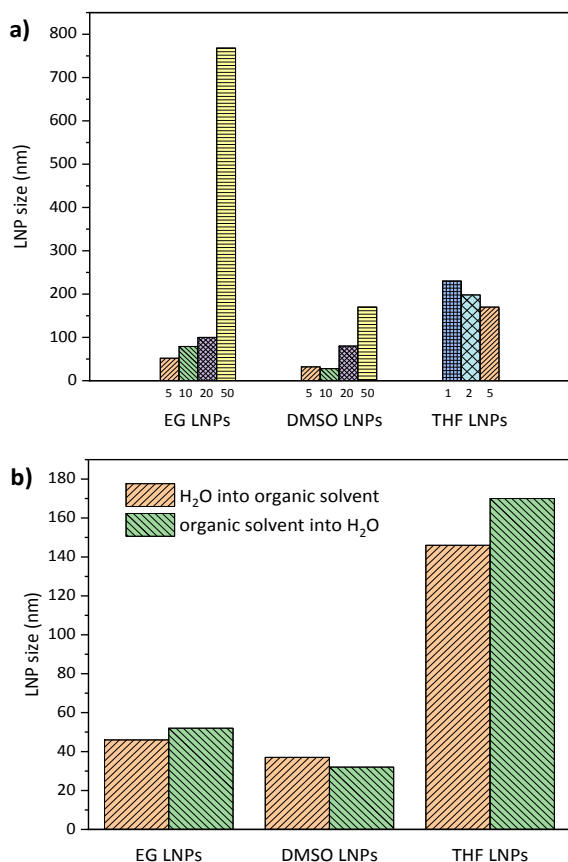 a)
800
700
600
500
400
300
200
100
0
LNP size (nm)
5 10 20 50 5 10 20 50 1 2 5
EG LNPs DMSO LNPs THF LNPs
b)
180
160
140
120
100
80
60
40
20
0
LNP size (nm)
H₂O into organic solvent
organic solvent into H₂O
EG LNPs DMSO LNPs THF LNPs